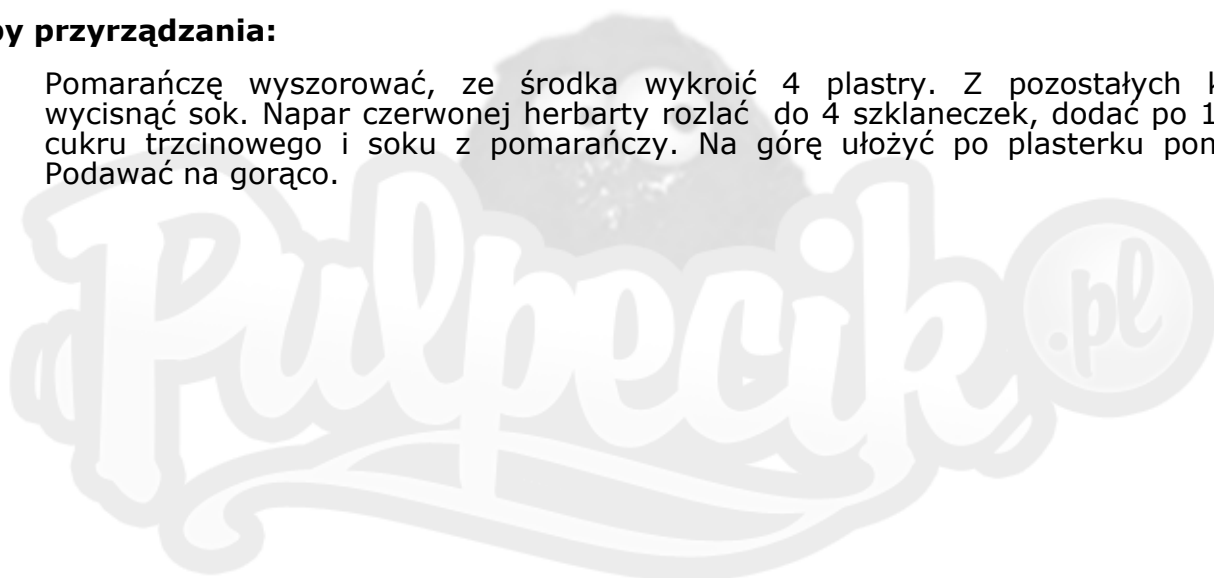 by przyrządzania:
Pomarańczę wyszorować, ze środka wykroić 4 plastry. Z pozostałych
wycisnąć sok. Napar czerwonej herbarty rozlać do 4 szklaneczek, dodać po 1
cukru trzcinowego i soku z pomarańczy. Na górę ułożyć po plasterku
Podawać na gorąco.
Pulpecik .pl